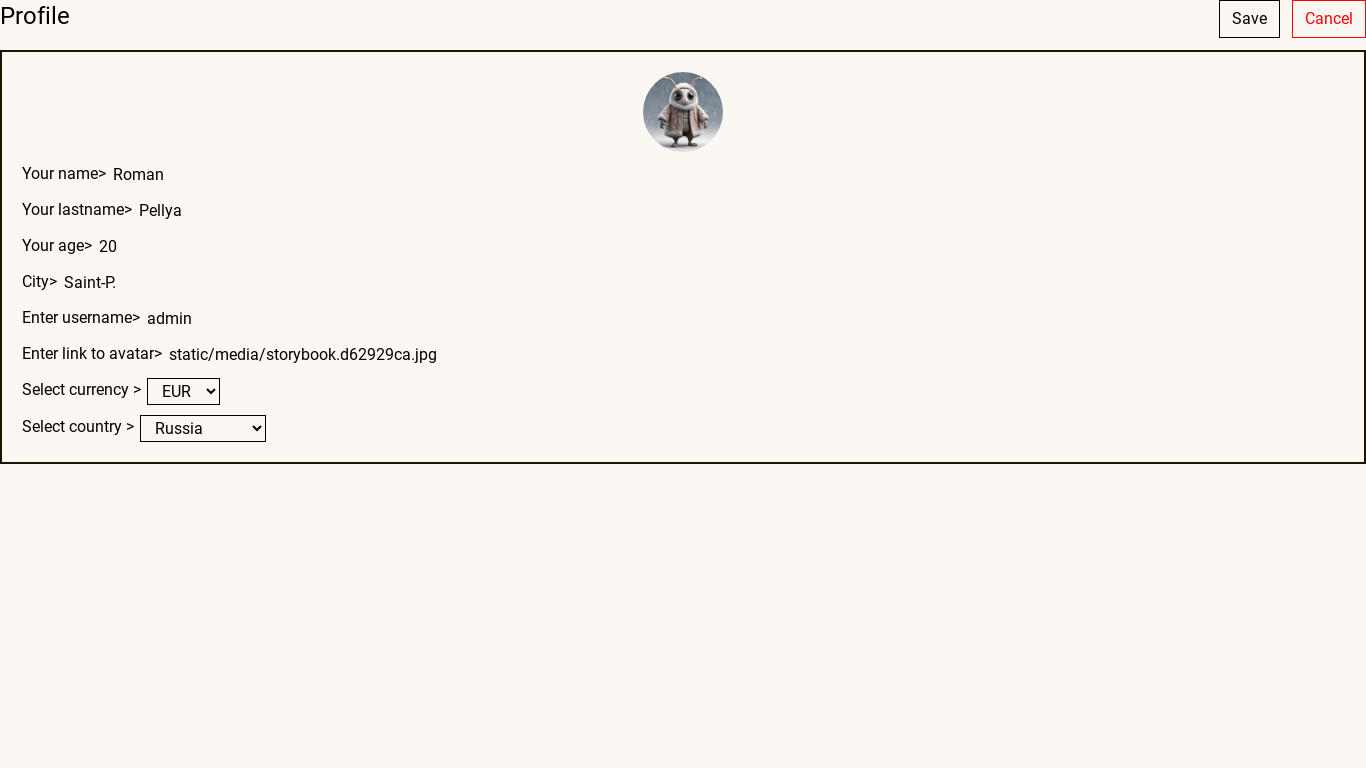 Profile
Save
Cancel
Your name> Roman
Your lastname> Pellya
Your age> 20
City> Saint-P.
Enter username> admin
Enter link to avatar> static/media/storybook.d62929ca.jpg
Select currency > EUR
Select country > Russia